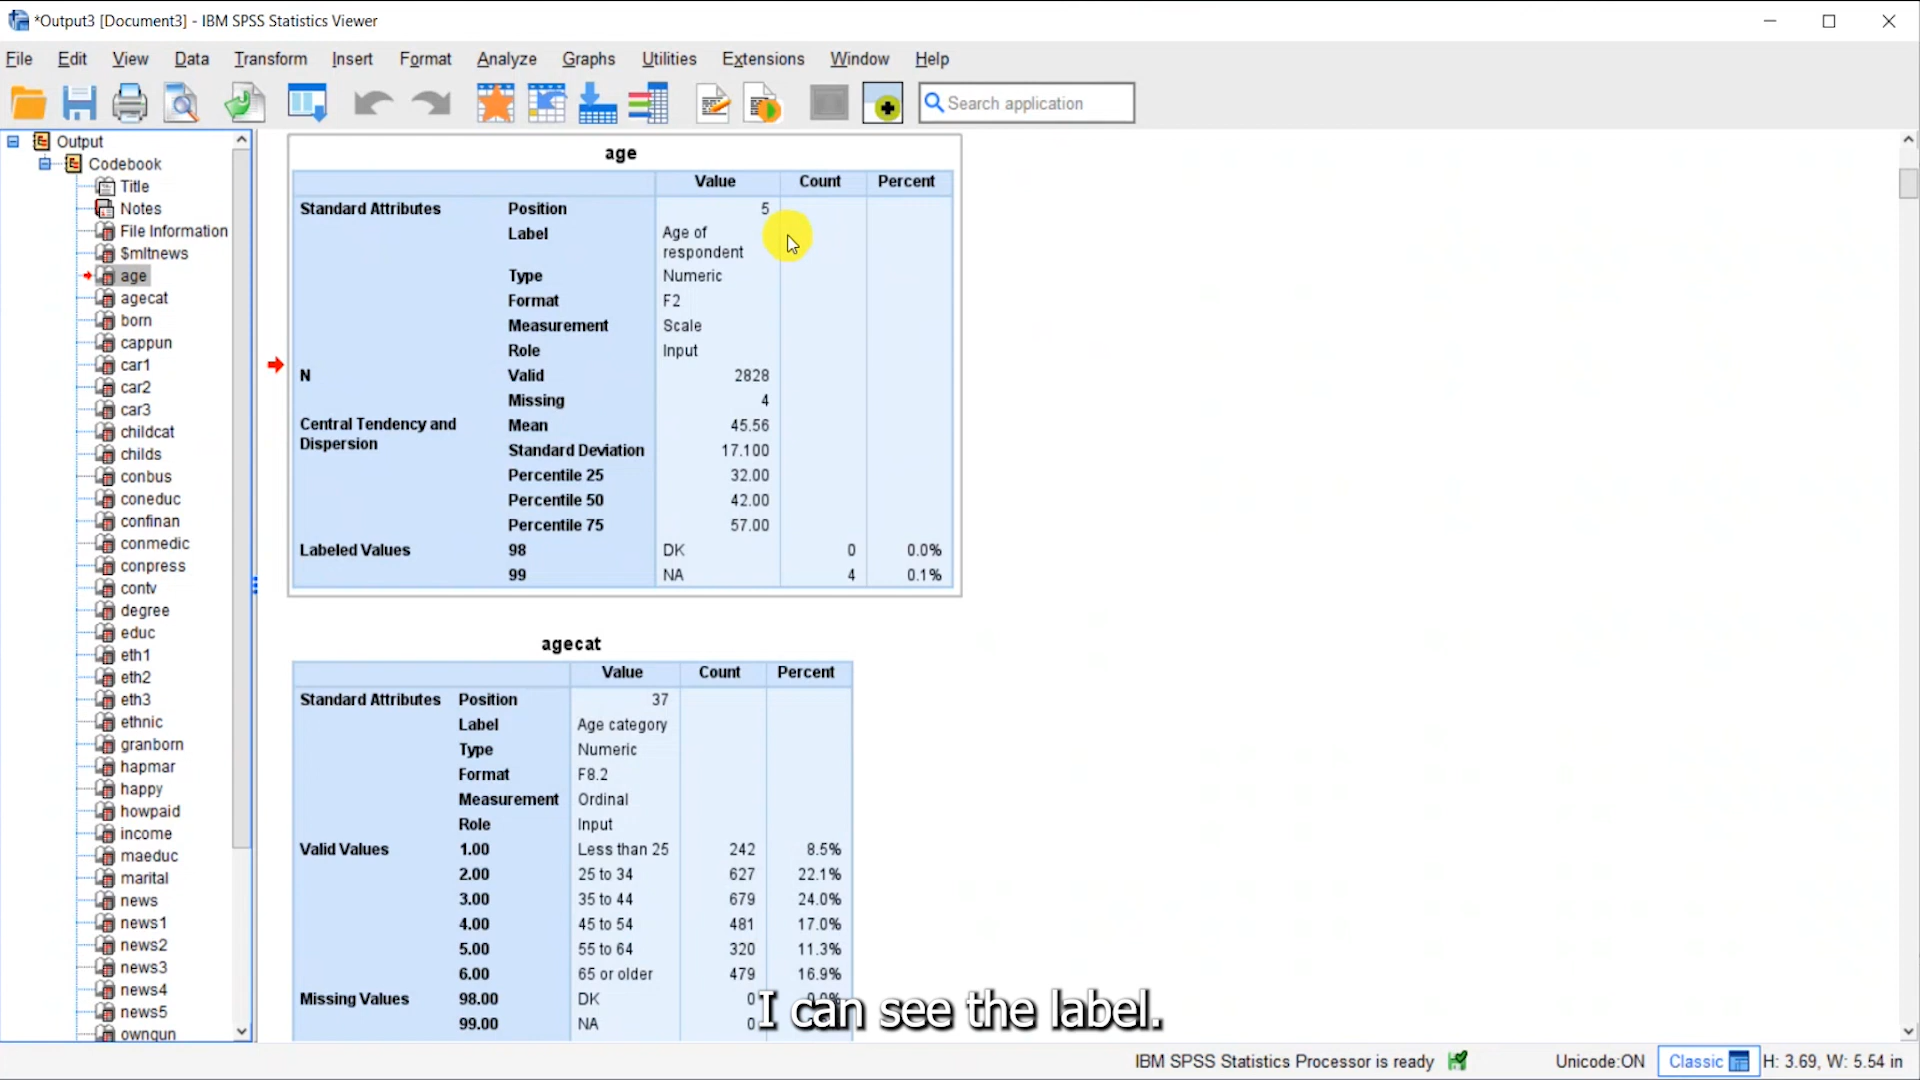 *Output3 [Document3] - IBM SPSS Statistics Viewer
File Edit View Data Transform Insert Format Analyze Graphs Utilities Extensions Window Help
Search application
Output
Codebook
Title
Notes
File Information
$mltnews
age
agecat
born
cappun
car1
car2
car3
childcat
childs
conbus
coneduc
confinan
conmedic
conpress
contv
degree
educ
eth1
eth2
eth3
ethnic
granborn
hapmar
happy
howpaid
income
maeduc
marital
news
news1
news2
news3
news4
news5
owngun
age
Value Count Percent
Standard Attributes Position 5
Label Age of
respondent
Type Numeric
Format F2
Measurement Scale
Role Input
N Valid 2828
Missing 4
Central Tendency and Mean 45.56
Dispersion Standard Deviation 17.100
Percentile 25 32.00
Percentile 50 42.00
Percentile 75 57.00
Labeled Values 98 DK 0 0.0%
99 NA 4 0.1%
agecat
Value Count Percent
Standard Attributes Position 37
Label Age category
Type Numeric
Format F8.2
Measurement Ordinal
Role Input
Valid Values 1.00 Less than 25 242 8.5%
2.00 25 to 34 627 22.1%
3.00 35 to 44 679 24.0%
4.00 45 to 54 481 17.0%
5.00 55 to 64 320 11.3%
6.00 65 or older 479 16.9%
Missing Values 98.00 DK 0 0.0%
99.00 NA 0
I can see the label.
IBM SPSS Statistics Processor is ready Unicode:ON Classic H: 3.69, W: 5.54 in